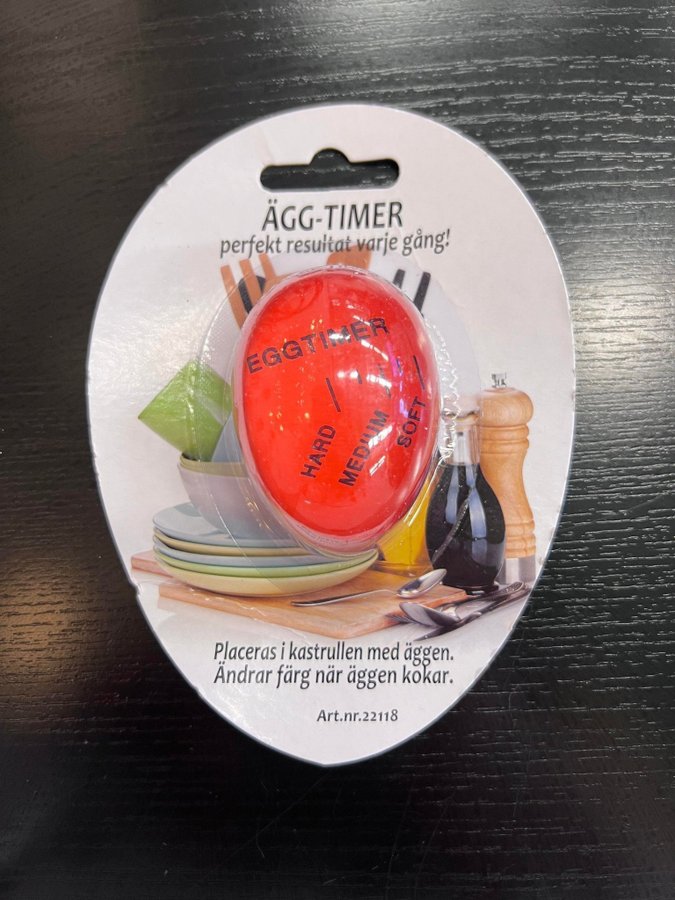 ÄGG-TIMER
perfekt resultat varje gång!
EGGTIMER
HARD
MEDIUM
SOFT
Placeras i kastrullen med äggen.
Ändrar färg när äggen kokar.
Art.nr.22118